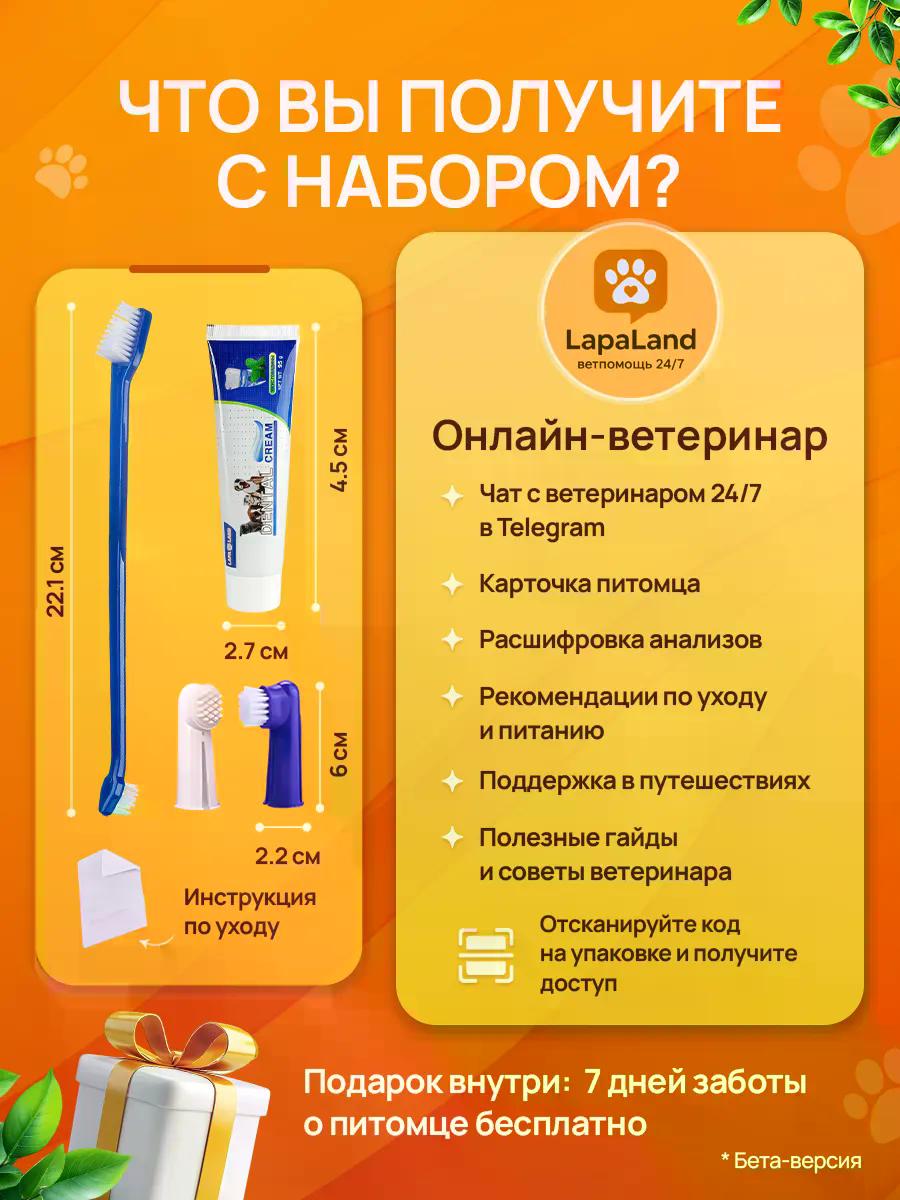 ЧТО ВЫ ПОЛУЧИТЕ
С НАБОРОМ?
22.1 см
DENTAL
CREAM
LAPA LAND
4.5 см
2.7 см
6 см
2.2 см
Инструкция
по уходу
LapaLand
ветпомощь 24/7
Онлайн-ветеринар
Чат с ветеринаром 24/7
в Telegram
Карточка питомца
Расшифровка анализов
Рекомендации по уходу
и питанию
Поддержка в путешествиях
Полезные гайды
и советы ветеринара
Отсканируйте код
на упаковке и получите
доступ
Подарок внутри: 7 дней заботы
о питомце бесплатно
* Бета-версия